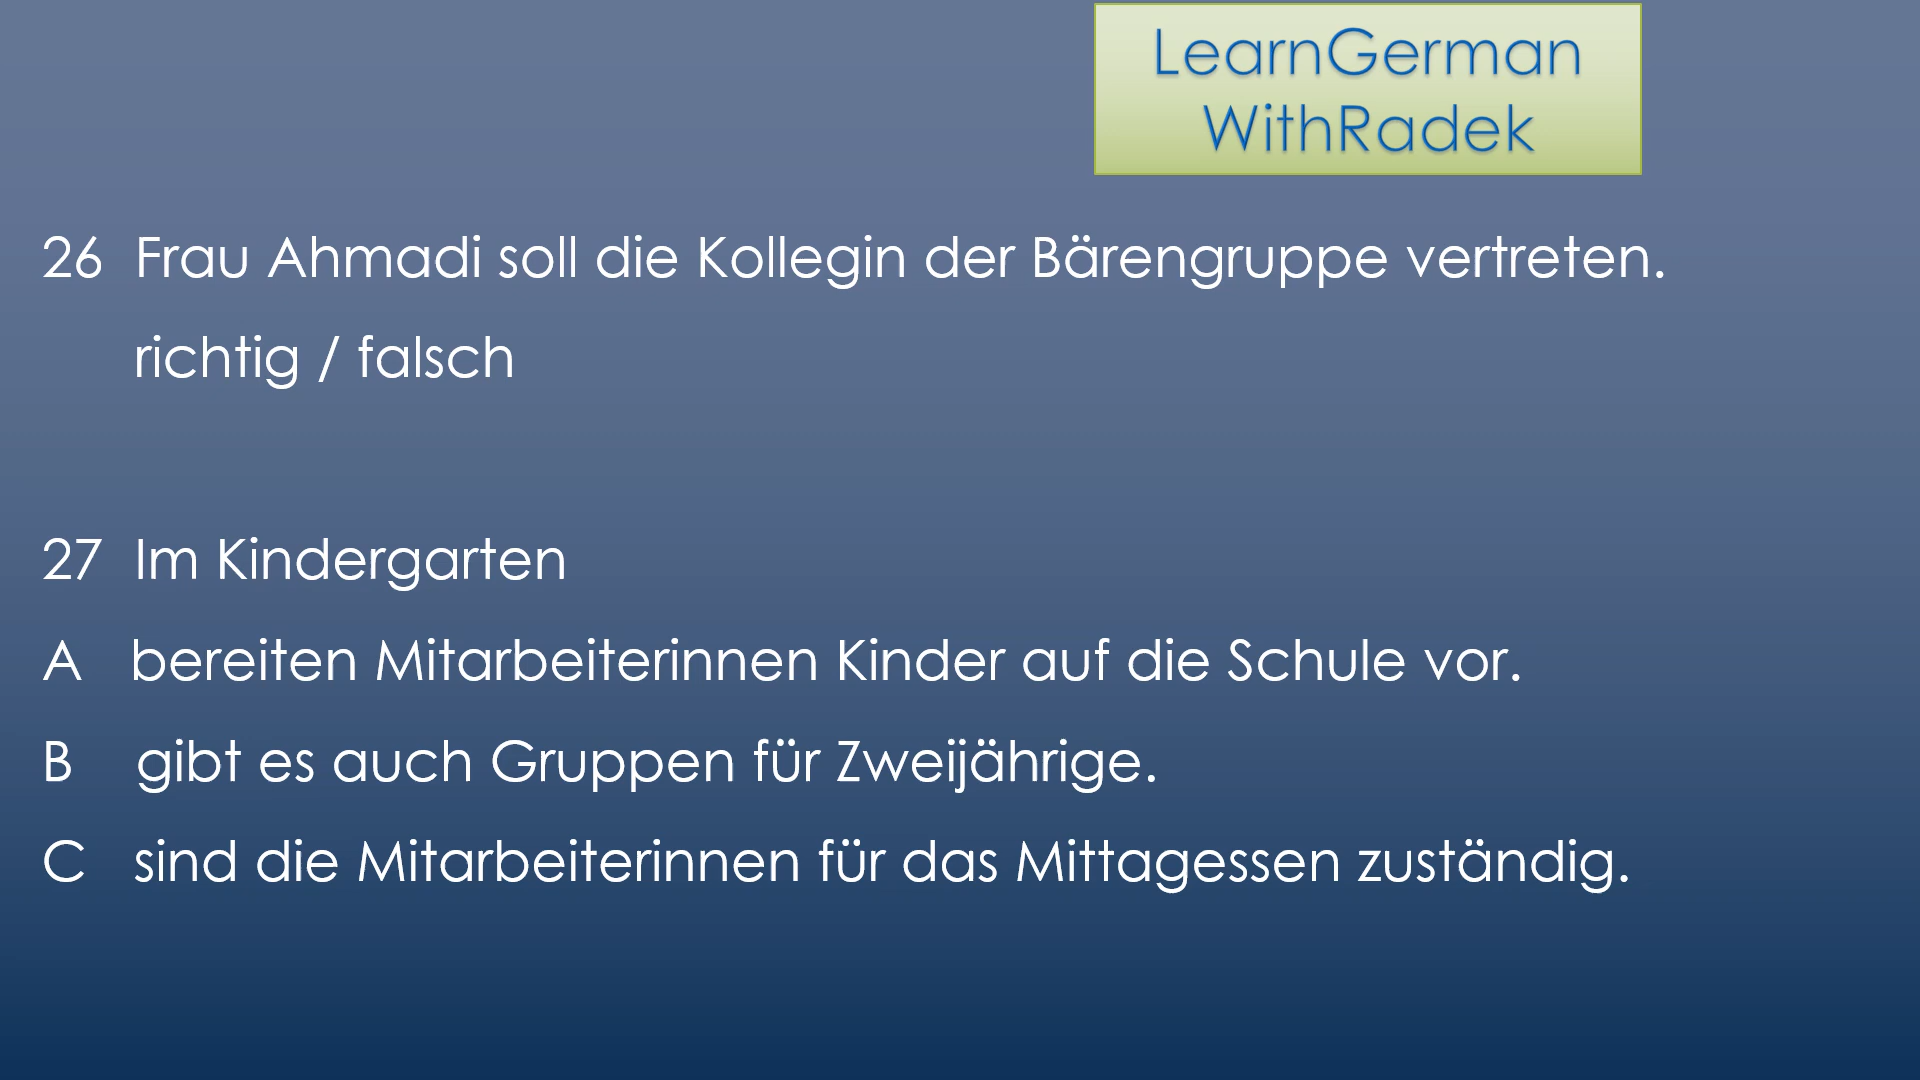 LearnGerman
WithRadek
26 Frau Ahmadi soll die Kollegin der Bärengruppe vertreten.
richtig / falsch
27 Im Kindergarten
A bereiten Mitarbeiterinnen Kinder auf die Schule vor.
B gibt es auch Gruppen für Zweijährige.
C sind die Mitarbeiterinnen für das Mittagessen zuständig.